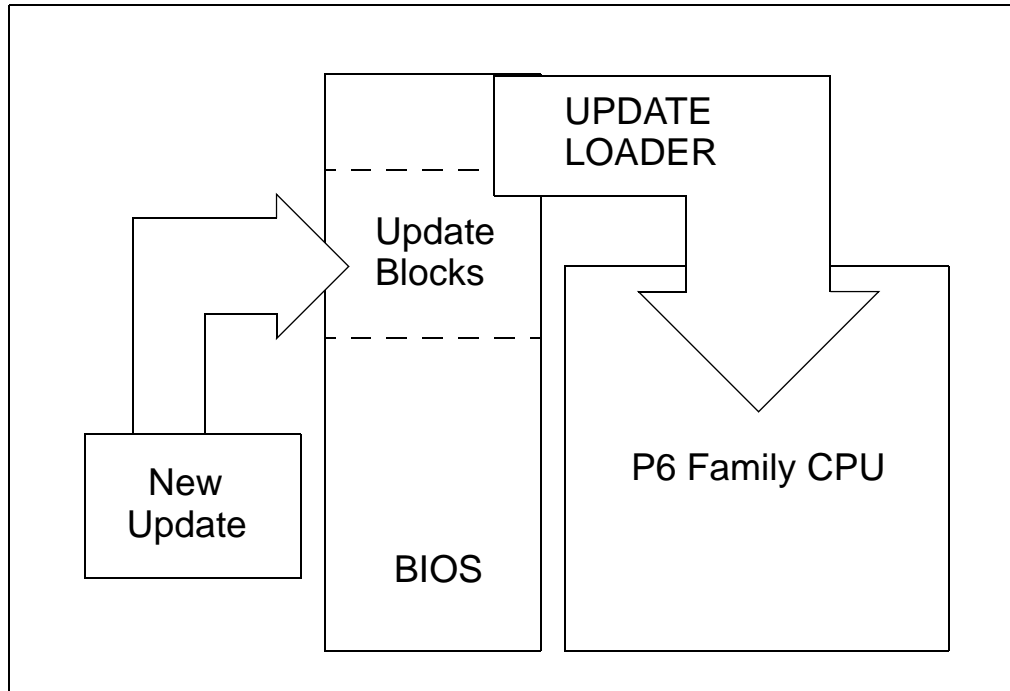 UPDATE
LOADER
Update
Blocks
New
Update
P6 Family CPU
BIOS